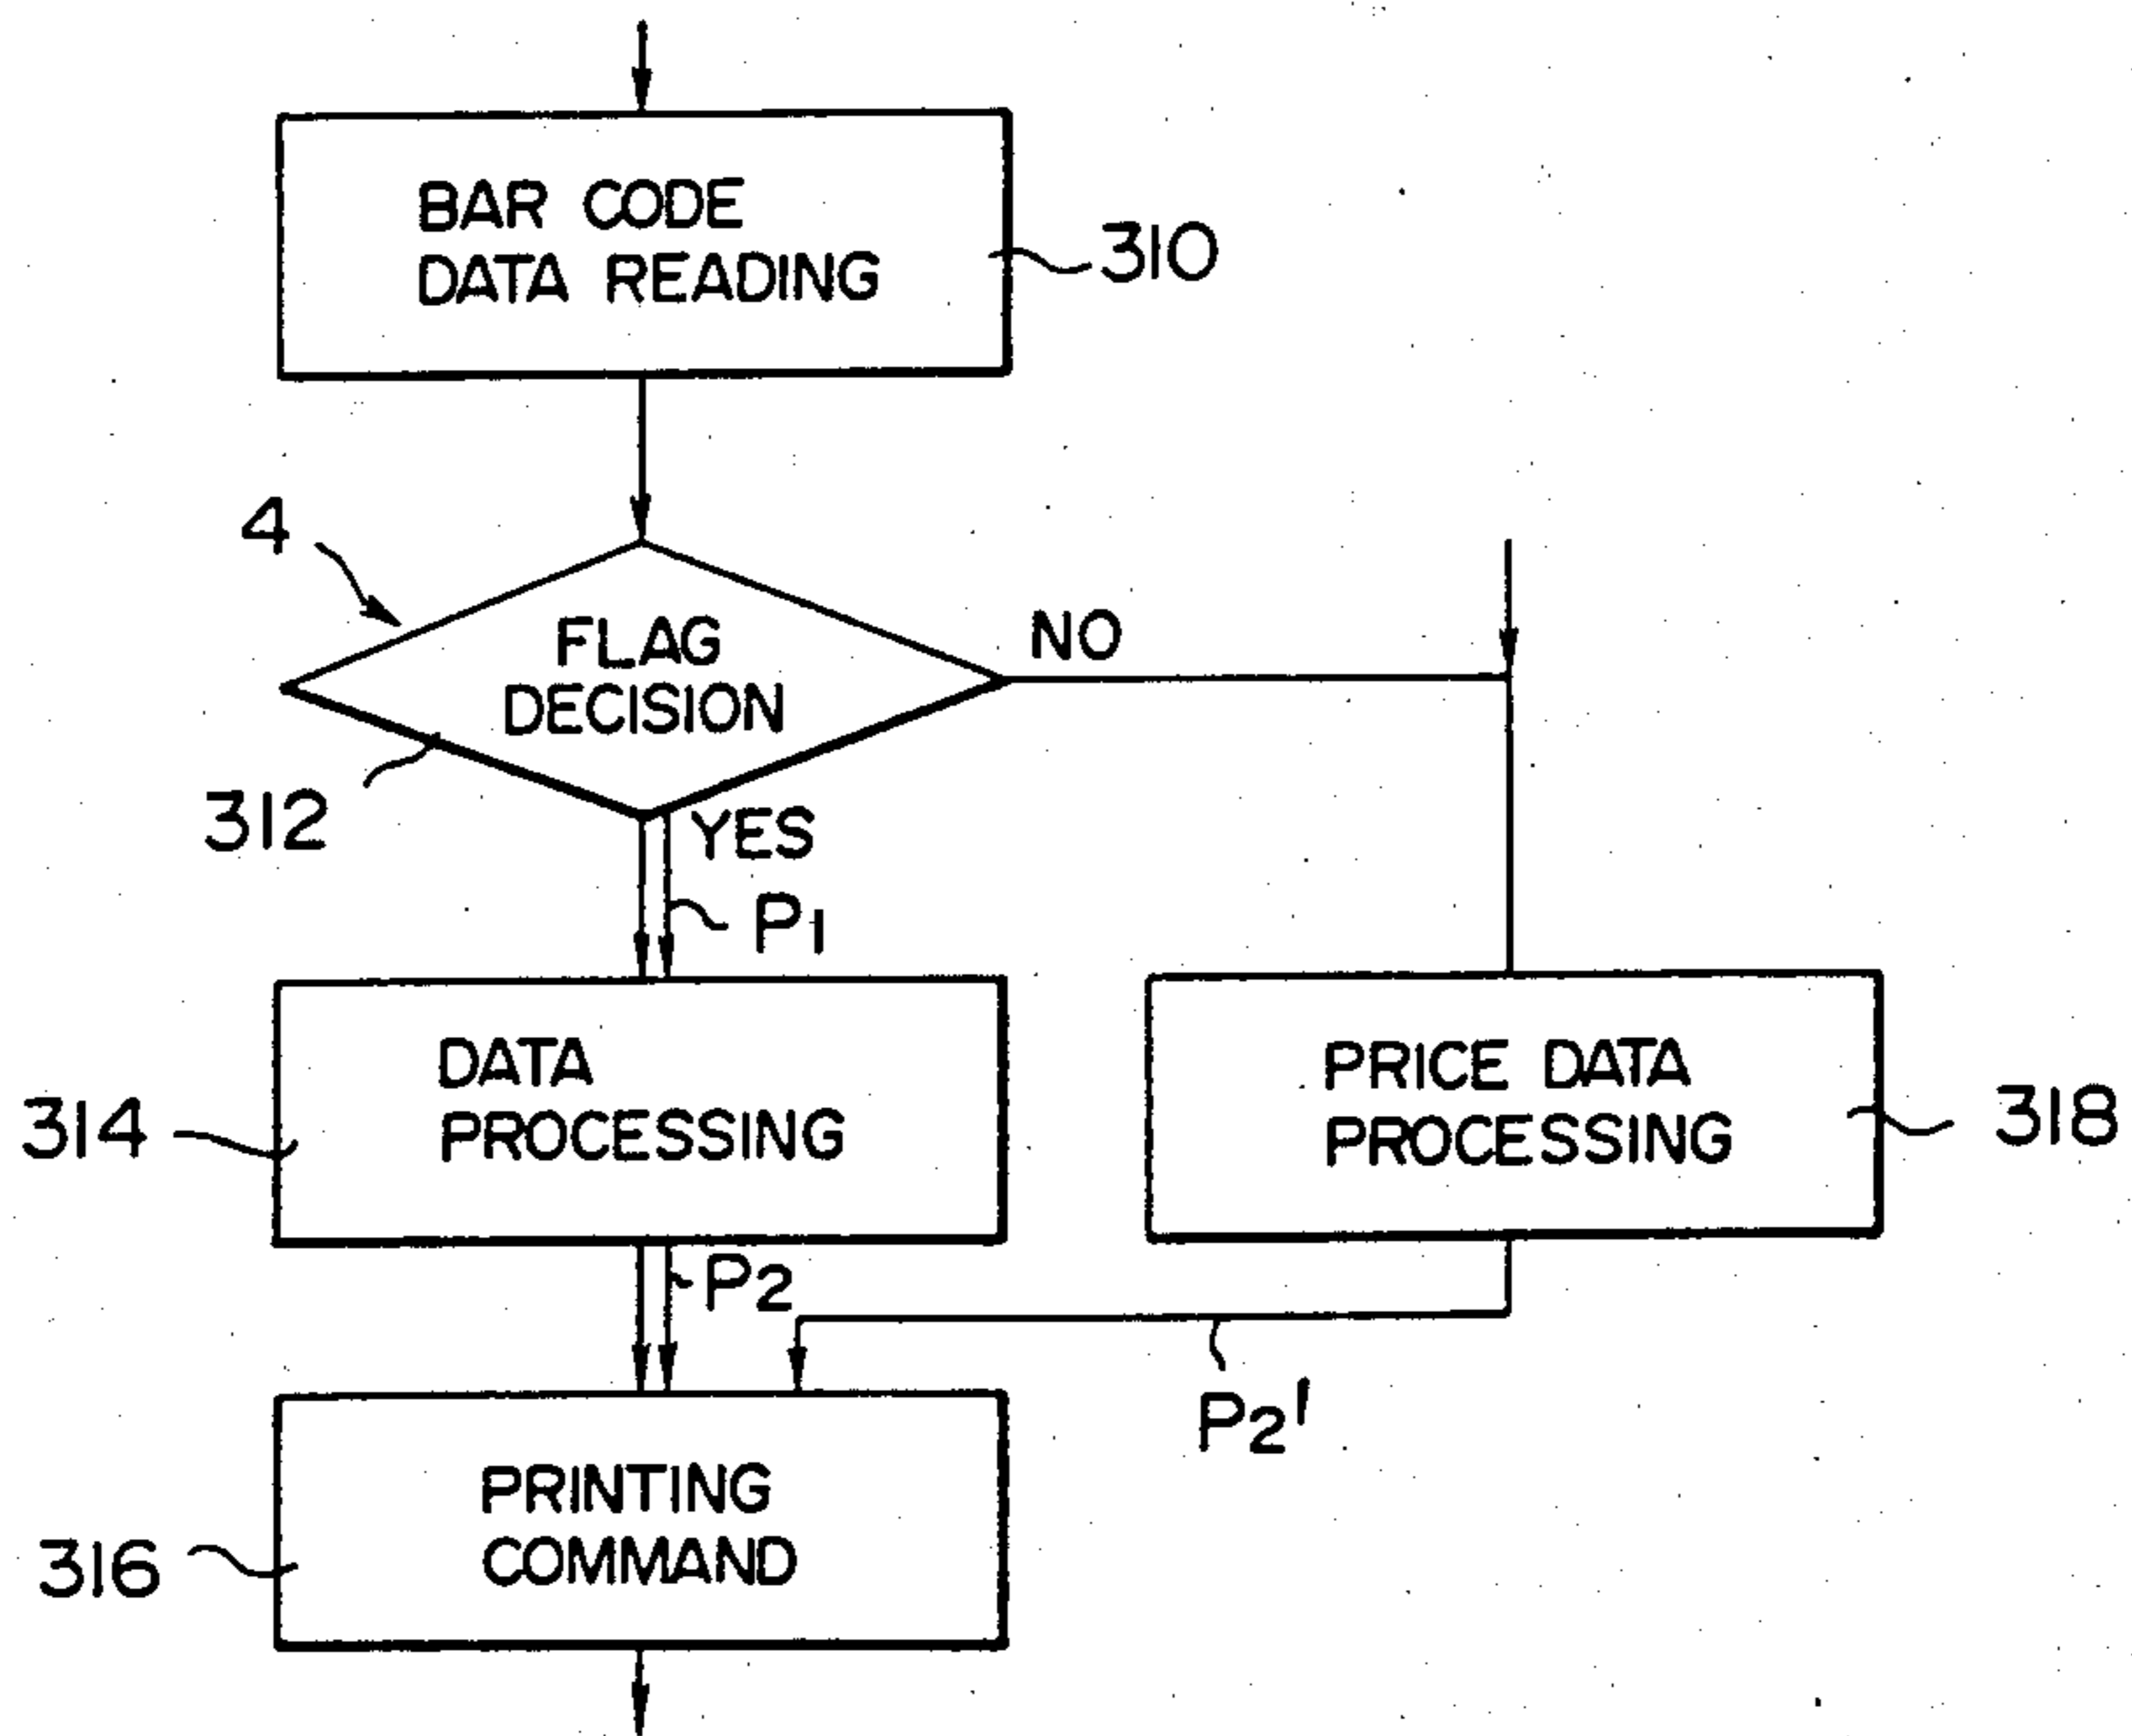 BAR CODE
DATA READING
310
4
FLAG
DECISION
NO
312
YES
P1
DATA
PROCESSING
314
PRICE DATA
PROCESSING
318
P2
P2'
PRINTING
COMMAND
316